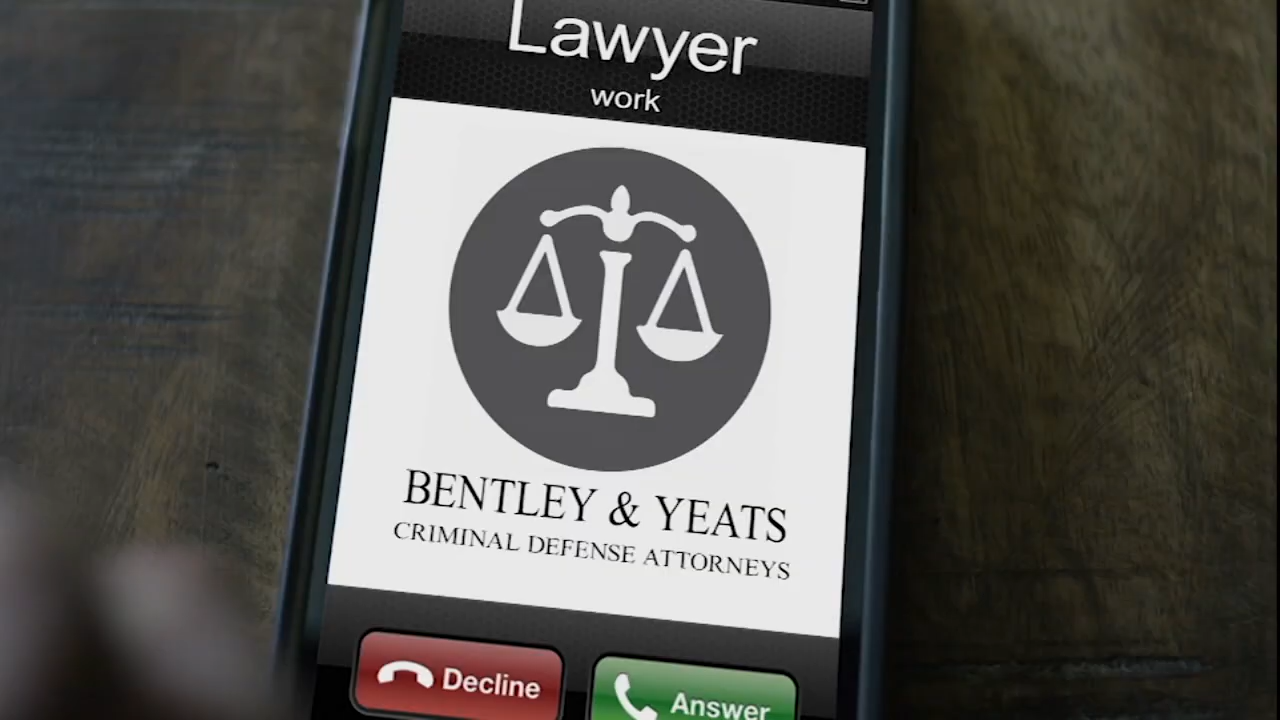 Lawyer
work
BENTLEY & YEATS
CRIMINAL DEFENSE ATTORNEYS
Decline
Answer